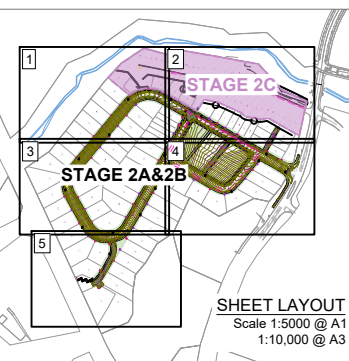 1
2
STAGE 2C
3
4
STAGE 2A&2B
5
SHEET LAYOUT
Scale 1:5000 @ A1
1:10,000 @ A3